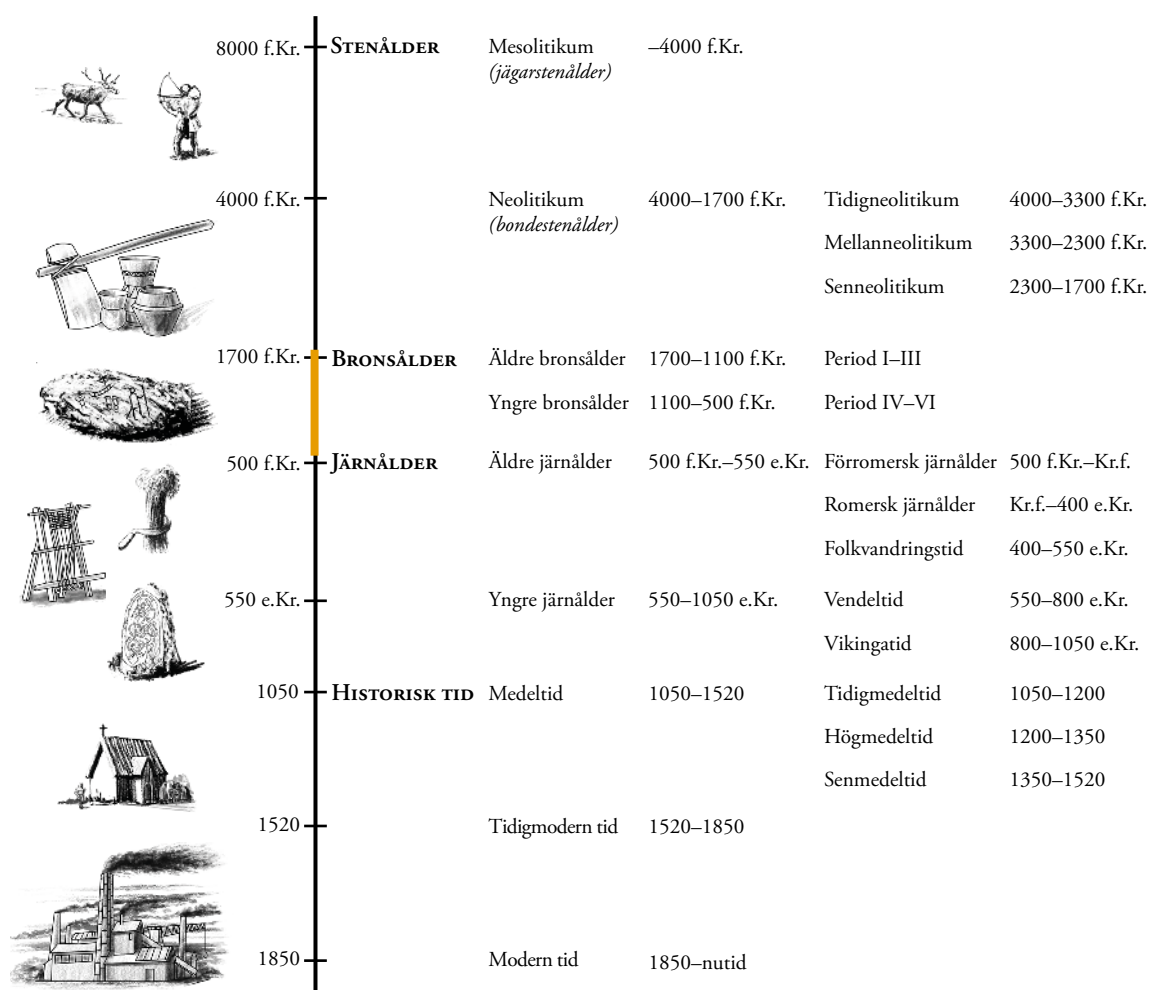 8000 f.Kr. STENÅLDER Mesolitikum –4000 f.Kr.
(jägarstenålder)
4000 f.Kr. Neolitikum 4000–1700 f.Kr. Tidigneolitikum 4000–3300 f.Kr.
(bondestenålder)
Mellanneolitikum 3300–2300 f.Kr.
Senneolitikum 2300–1700 f.Kr.
1700 f.Kr. BRONSÅLDER Äldre bronsålder 1700–1100 f.Kr. Period I–III
Yngre bronsålder 1100–500 f.Kr. Period IV–VI
500 f.Kr. JÄRNÅLDER Äldre järnålder 500 f.Kr.–550 e.Kr. Förromersk järnålder 500 f.Kr.–Kr.f.
Romersk järnålder Kr.f.–400 e.Kr.
Folkvandringstid 400–550 e.Kr.
550 e.Kr. Yngre järnålder 550–1050 e.Kr. Vendeltid 550–800 e.Kr.
Vikingatid 800–1050 e.Kr.
1050 HISTORISK TID Medeltid 1050–1520 Tidigmedeltid 1050–1200
Högmedeltid 1200–1350
Senmedeltid 1350–1520
1520 Tidigmodern tid 1520–1850
1850 Modern tid 1850–nutid